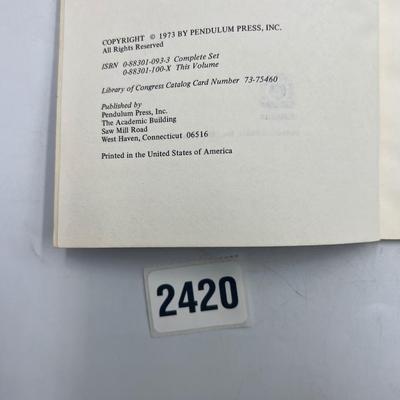 COPYRIGHT © 1973 BY PENDULUM PRESS, INC.
All Rights Reserved
ISBN 0-88301-093-3 Complete Set
0-88301-100-X This Volume
Library of Congress Catalog Card Number 73-75460
Published by
Pendulum Press, Inc.
The Academic Building
Saw Mill Road
West Haven, Connecticut 06516
Printed in the United States of America
2420